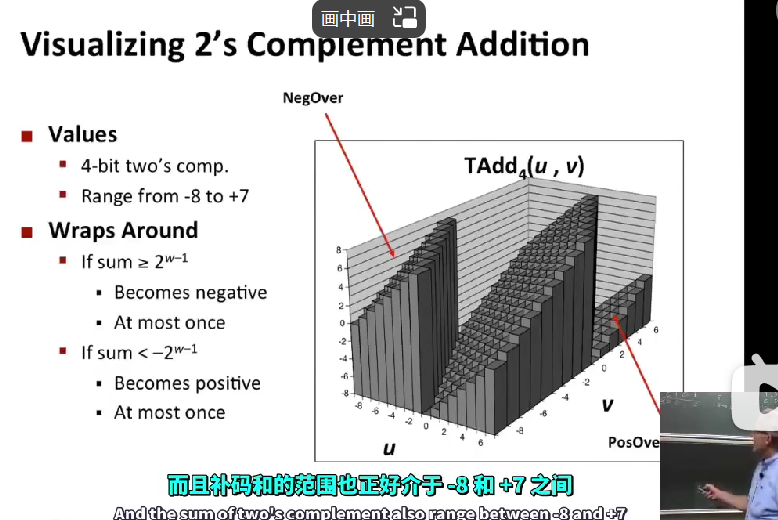 画中画
Visualizing 2's Complement Addition
NegOver
Values
4-bit two's comp.
Range from -8 to +7
Wraps Around
If sum ≥ 2^w–1
Becomes negative
At most once
If sum < –2^w–1
Becomes positive
At most once
TAdd4(u , v)
8
6
4
2
0
-2
-4
-6
-8
-8 -6 -4 -2 0 2 4 6
u
-8 -6 -4 -2 0 2 4 6
v
PosOve
而且补码和的范围也正好介于 -8 和 +7 之间
And the sum of two's complement also range between -8 and +7